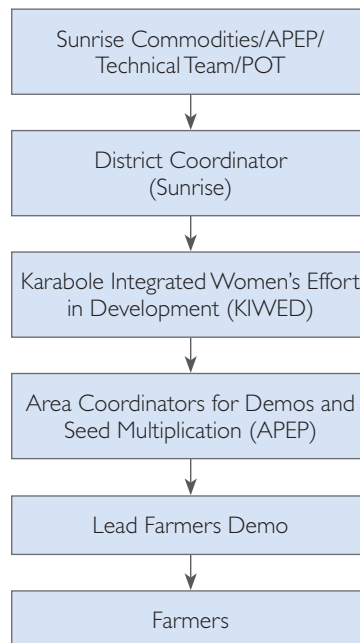 Sunrise Commodities/APEP/
Technical Team/POT
District Coordinator
(Sunrise)
Karabole Integrated Women's Effort
in Development (KIWED)
Area Coordinators for Demos and
Seed Multiplication (APEP)
Lead Farmers Demo
Farmers